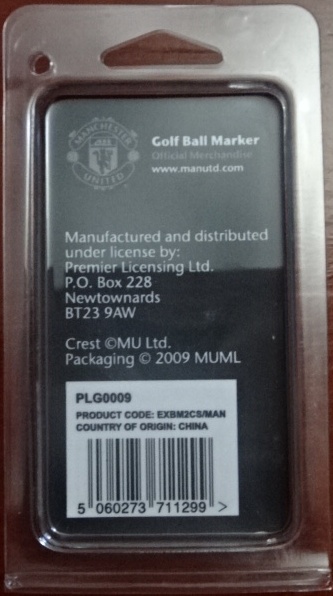 MANCHESTER
UNITED
Golf Ball Marker
Official Merchandise
www.manutd.com
Manufactured and distributed
under license by:
Premier Licensing Ltd.
P.O. Box 228
Newtownards
BT23 9AW
Crest ©MU Ltd.
Packaging © 2009 MUML
PLG0009
PRODUCT CODE: EXBM2CS/MAN
COUNTRY OF ORIGIN: CHINA
5 060273 711299 >